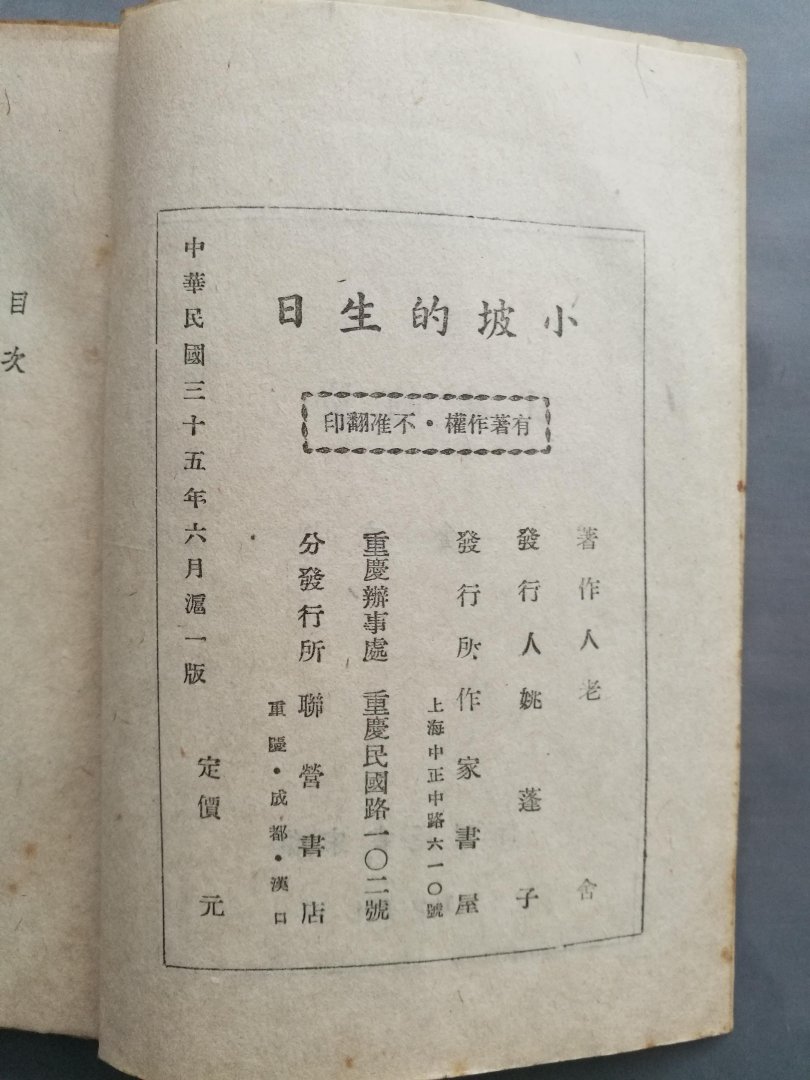 小坡的生日
有著作權・不准翻印
著作人 老舍
發行人 姚蓬子
發行所 作家書屋
上海中正中路六一〇號
重慶辦事處 重慶民國路一〇二號
分發行所 聯營書店
重慶・成都・漢口
中華民國三十五年六月滬一版
定價 元
目次